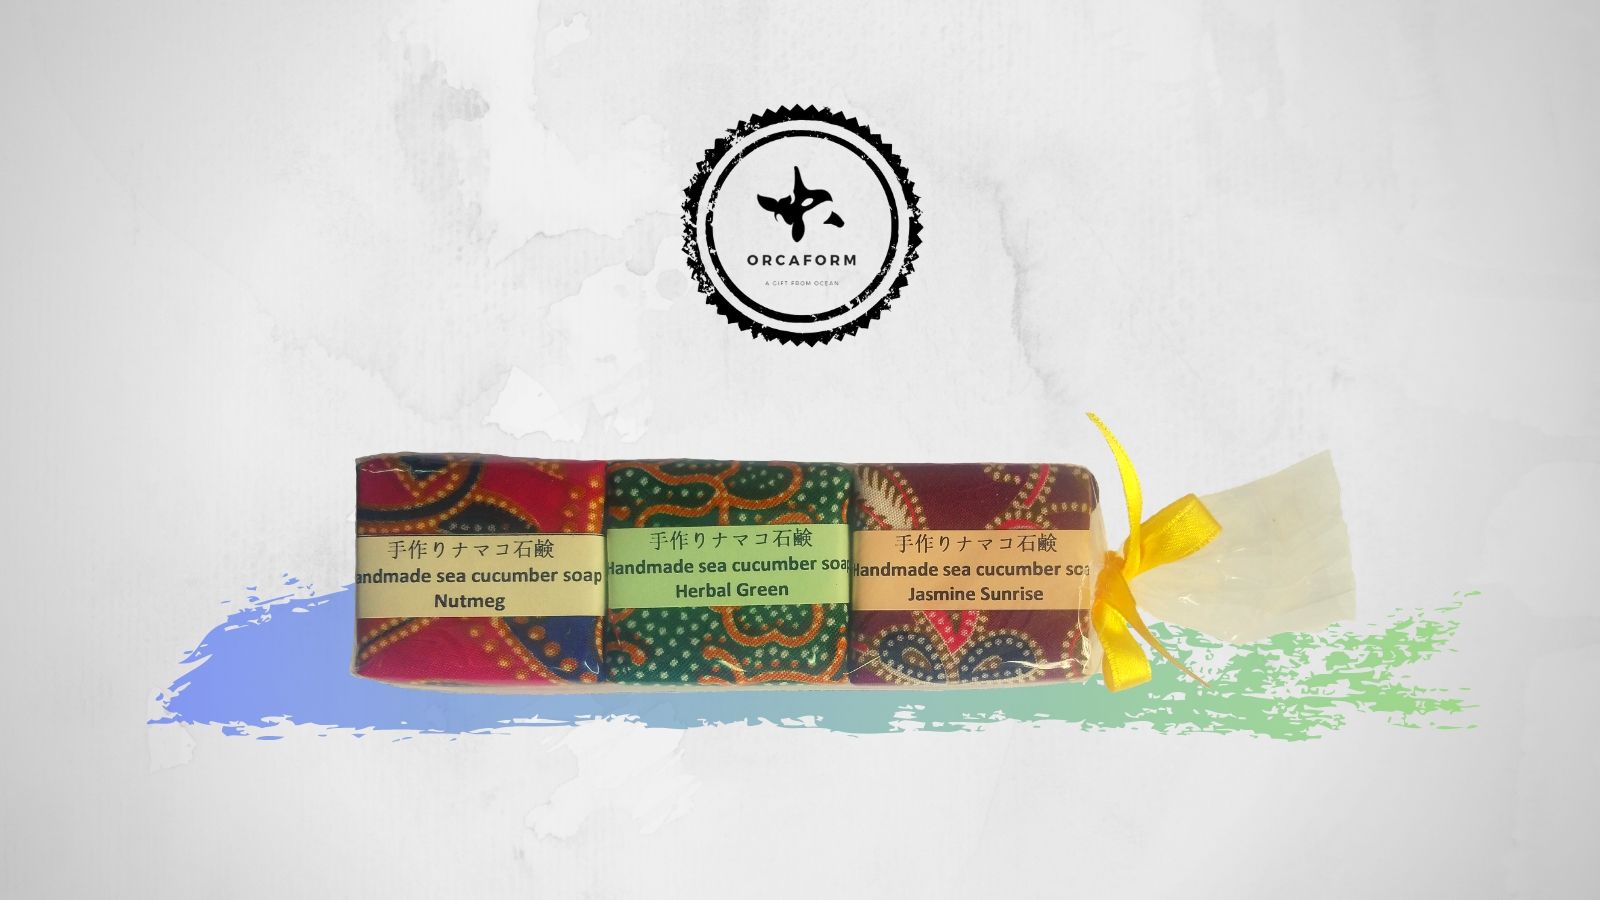 ORCAFORM
A GIFT FROM OCEAN
手作りナマコ石鹸
andmade sea cucumber soap
Nutmeg
手作りナマコ石鹸
Handmade sea cucumber soap
Herbal Green
手作りナマコ石鹸
Handmade sea cucumber soa
Jasmine Sunrise